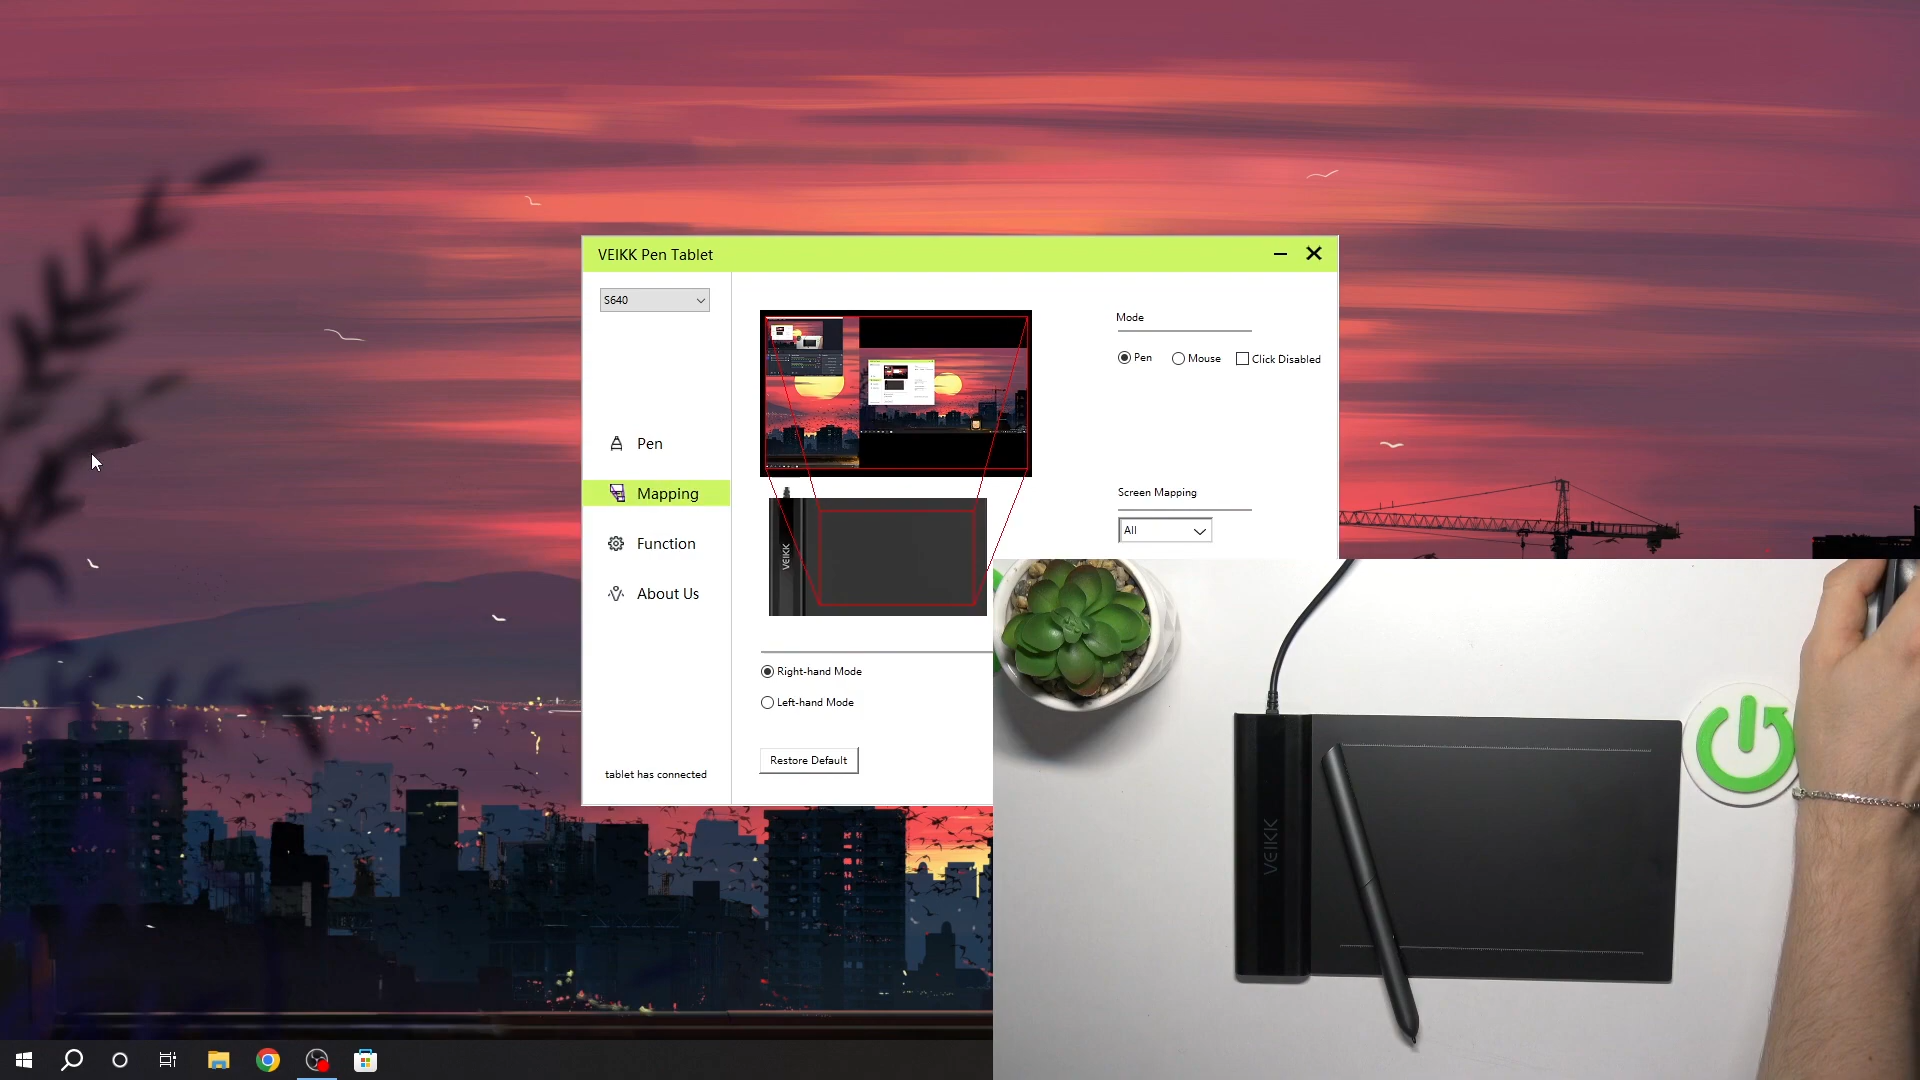 VEIKK Pen Tablet
S640
Mode
Pen
Mouse
Click Disabled
Pen
Mapping
Screen Mapping
All
Function
VEIKK
About Us
Right-hand Mode
Left-hand Mode
Restore Default
tablet has connected
VEIKK